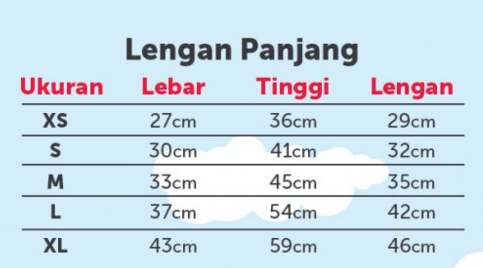 Lengan Panjang
Ukuran Lebar Tinggi Lengan
XS 27cm 36cm 29cm
S 30cm 41cm 32cm
M 33cm 45cm 35cm
L 37cm 54cm 42cm
XL 43cm 59cm 46cm